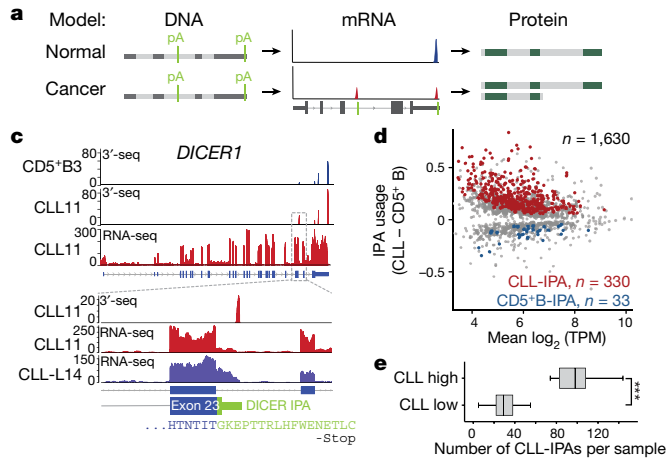 a
Model: DNA mRNA Protein
pA pA
Normal
pA pA
Cancer
c
DICER1
CD5+B3 80 0 3′-seq
CLL11 80 0 3′-seq
CLL11 300 0 RNA-seq
CLL11 20 0 3′-seq
CLL11 250 0 RNA-seq
CLL-L14 150 0 RNA-seq
Exon 23 DICER IPA
...HTNTITGKEPTTRLHFWENETLC
-Stop
d
n = 1,630
IPA usage
(CLL – CD5+ B)
0.5
0
−0.5
CLL-IPA, n = 330
CD5+B-IPA, n = 33
4 6 8 10
Mean log2 (TPM)
e
CLL high
CLL low
***
0 40 80 120
Number of CLL-IPAs per sample